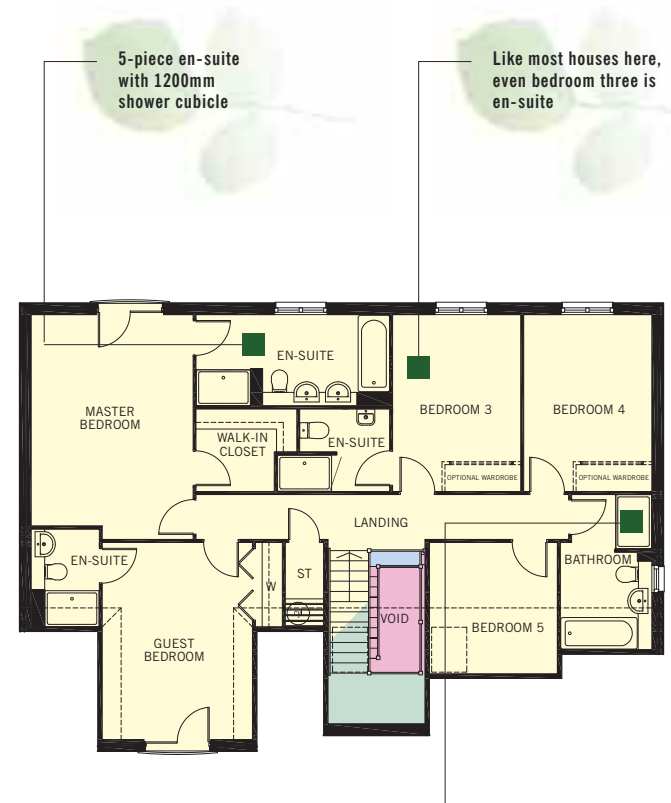 5-piece en-suite
with 1200mm
shower cubicle
Like most houses here,
even bedroom three is
en-suite
EN-SUITE
MASTER
BEDROOM
BEDROOM 3
BEDROOM 4
WALK-IN
CLOSET
EN-SUITE
OPTIONAL WARDROBE
OPTIONAL WARDROBE
LANDING
EN-SUITE
BATHROOM
ST
W
VOID
BEDROOM 5
GUEST
BEDROOM